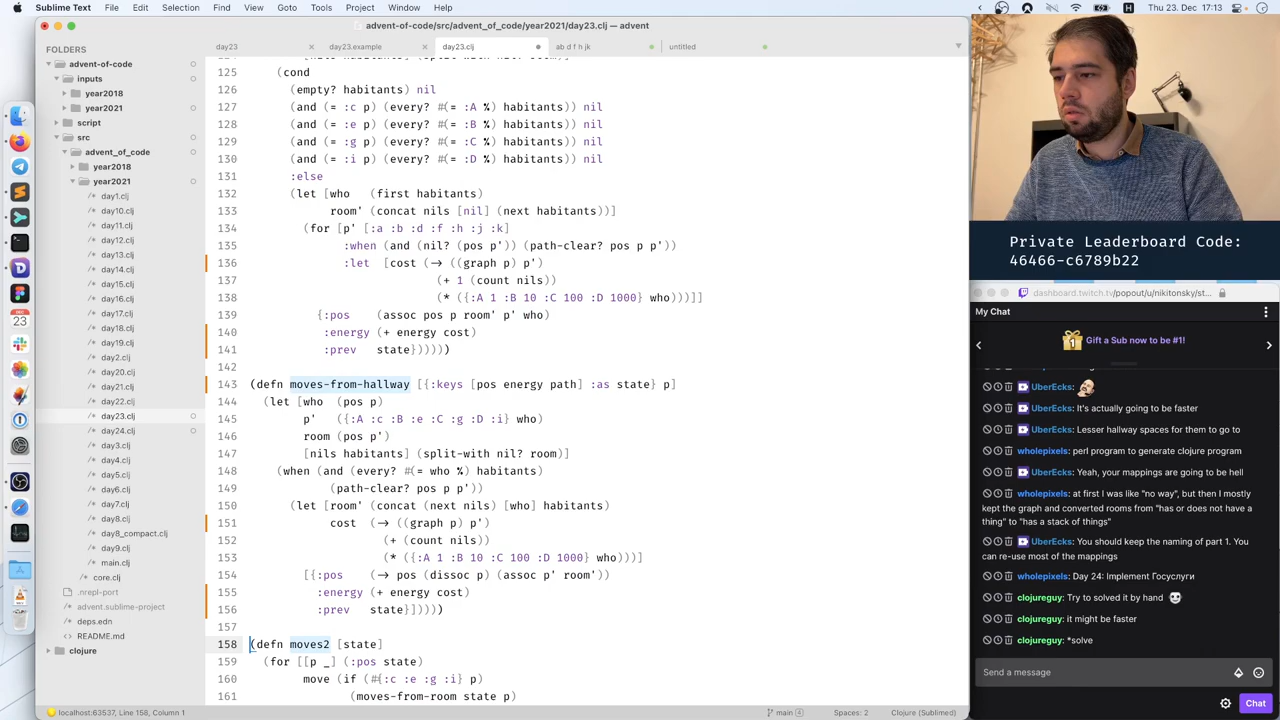 Sublime Text File Edit Selection Find View Goto Tools Project Window Help
Thu 23. Dec 17:13
advent-of-code/src/advent_of_code/year2021/day23.clj — advent
FOLDERS
advent-of-code
inputs
year2018
year2021
script
src
advent_of_code
year2018
year2021
day1.clj
day10.clj
day11.clj
day12.clj
day13.clj
day14.clj
day15.clj
day16.clj
day17.clj
day18.clj
day19.clj
day2.clj
day20.clj
day21.clj
day22.clj
day23.clj
day24.clj
day3.clj
day4.clj
day5.clj
day6.clj
day7.clj
day8.clj
day8_compact.clj
day9.clj
main.clj
core.clj
.nrepl-port
advent.sublime-project
deps.edn
README.md
clojure
day23 day23.example day23.clj ab d f h jk untitled
125 (cond
126 (empty? habitants) nil
127 (and (= :c p) (every? #(= :A %) habitants)) nil
128 (and (= :e p) (every? #(= :B %) habitants)) nil
129 (and (= :g p) (every? #(= :C %) habitants)) nil
130 (and (= :i p) (every? #(= :D %) habitants)) nil
131 :else
132 (let [who (first habitants)
133 room' (concat nils [nil] (next habitants))]
134 (for [p' [:a :b :d :f :h :j :k]
135 :when (and (nil? (pos p')) (path-clear? pos p p'))
136 :let [cost (-> ((graph p) p')
137 (+ 1 (count nils))
138 (* ({:A 1 :B 10 :C 100 :D 1000} who)))]]
139 {:pos (assoc pos p room' p' who)
140 :energy (+ energy cost)
141 :prev state}))))))
142
143 (defn moves-from-hallway [{:keys [pos energy path] :as state} p]
144 (let [who (pos p)
145 p' ({:A :c :B :e :C :g :D :i} who)
146 room (pos p')
147 [nils habitants] (split-with nil? room)]
148 (when (and (every? #(= who %) habitants)
149 (path-clear? pos p p'))
150 (let [room' (concat (next nils) [who] habitants)
151 cost (-> ((graph p) p')
152 (+ (count nils))
153 (* ({:A 1 :B 10 :C 100 :D 1000} who)))]
154 [{:pos (-> pos (dissoc p) (assoc p' room'))
155 :energy (+ energy cost)
156 :prev state}]))))
157
158 (defn moves2 [state]
159 (for [[p _] (:pos state)
160 move (if (#{:c :e :g :i} p)
161 (moves-from-room state p)
localhost:63537, Line 158, Column 1 main 4 Spaces: 2 Clojure (Sublimed)
Private Leaderboard Code:
46466-c6789b22
dashboard.twitch.tv/popout/u/nikitonsky/st...
My Chat
Gift a Sub now to be #1!
UberEcks:
UberEcks: It's actually going to be faster
UberEcks: Lesser hallway spaces for them to go to
wholepixels: perl program to generate clojure program
UberEcks: Yeah, your mappings are going to be hell
wholepixels: at first I was like "no way", but then I mostly
kept the graph and converted rooms from "has or does not have a
thing" to "has a stack of things"
UberEcks: You should keep the naming of part 1. You
can re-use most of the mappings
wholepixels: Day 24: Implement Госуслуги
clojureguy: Try to solved it by hand
clojureguy: it might be faster
clojureguy: *solve
Send a message
Chat